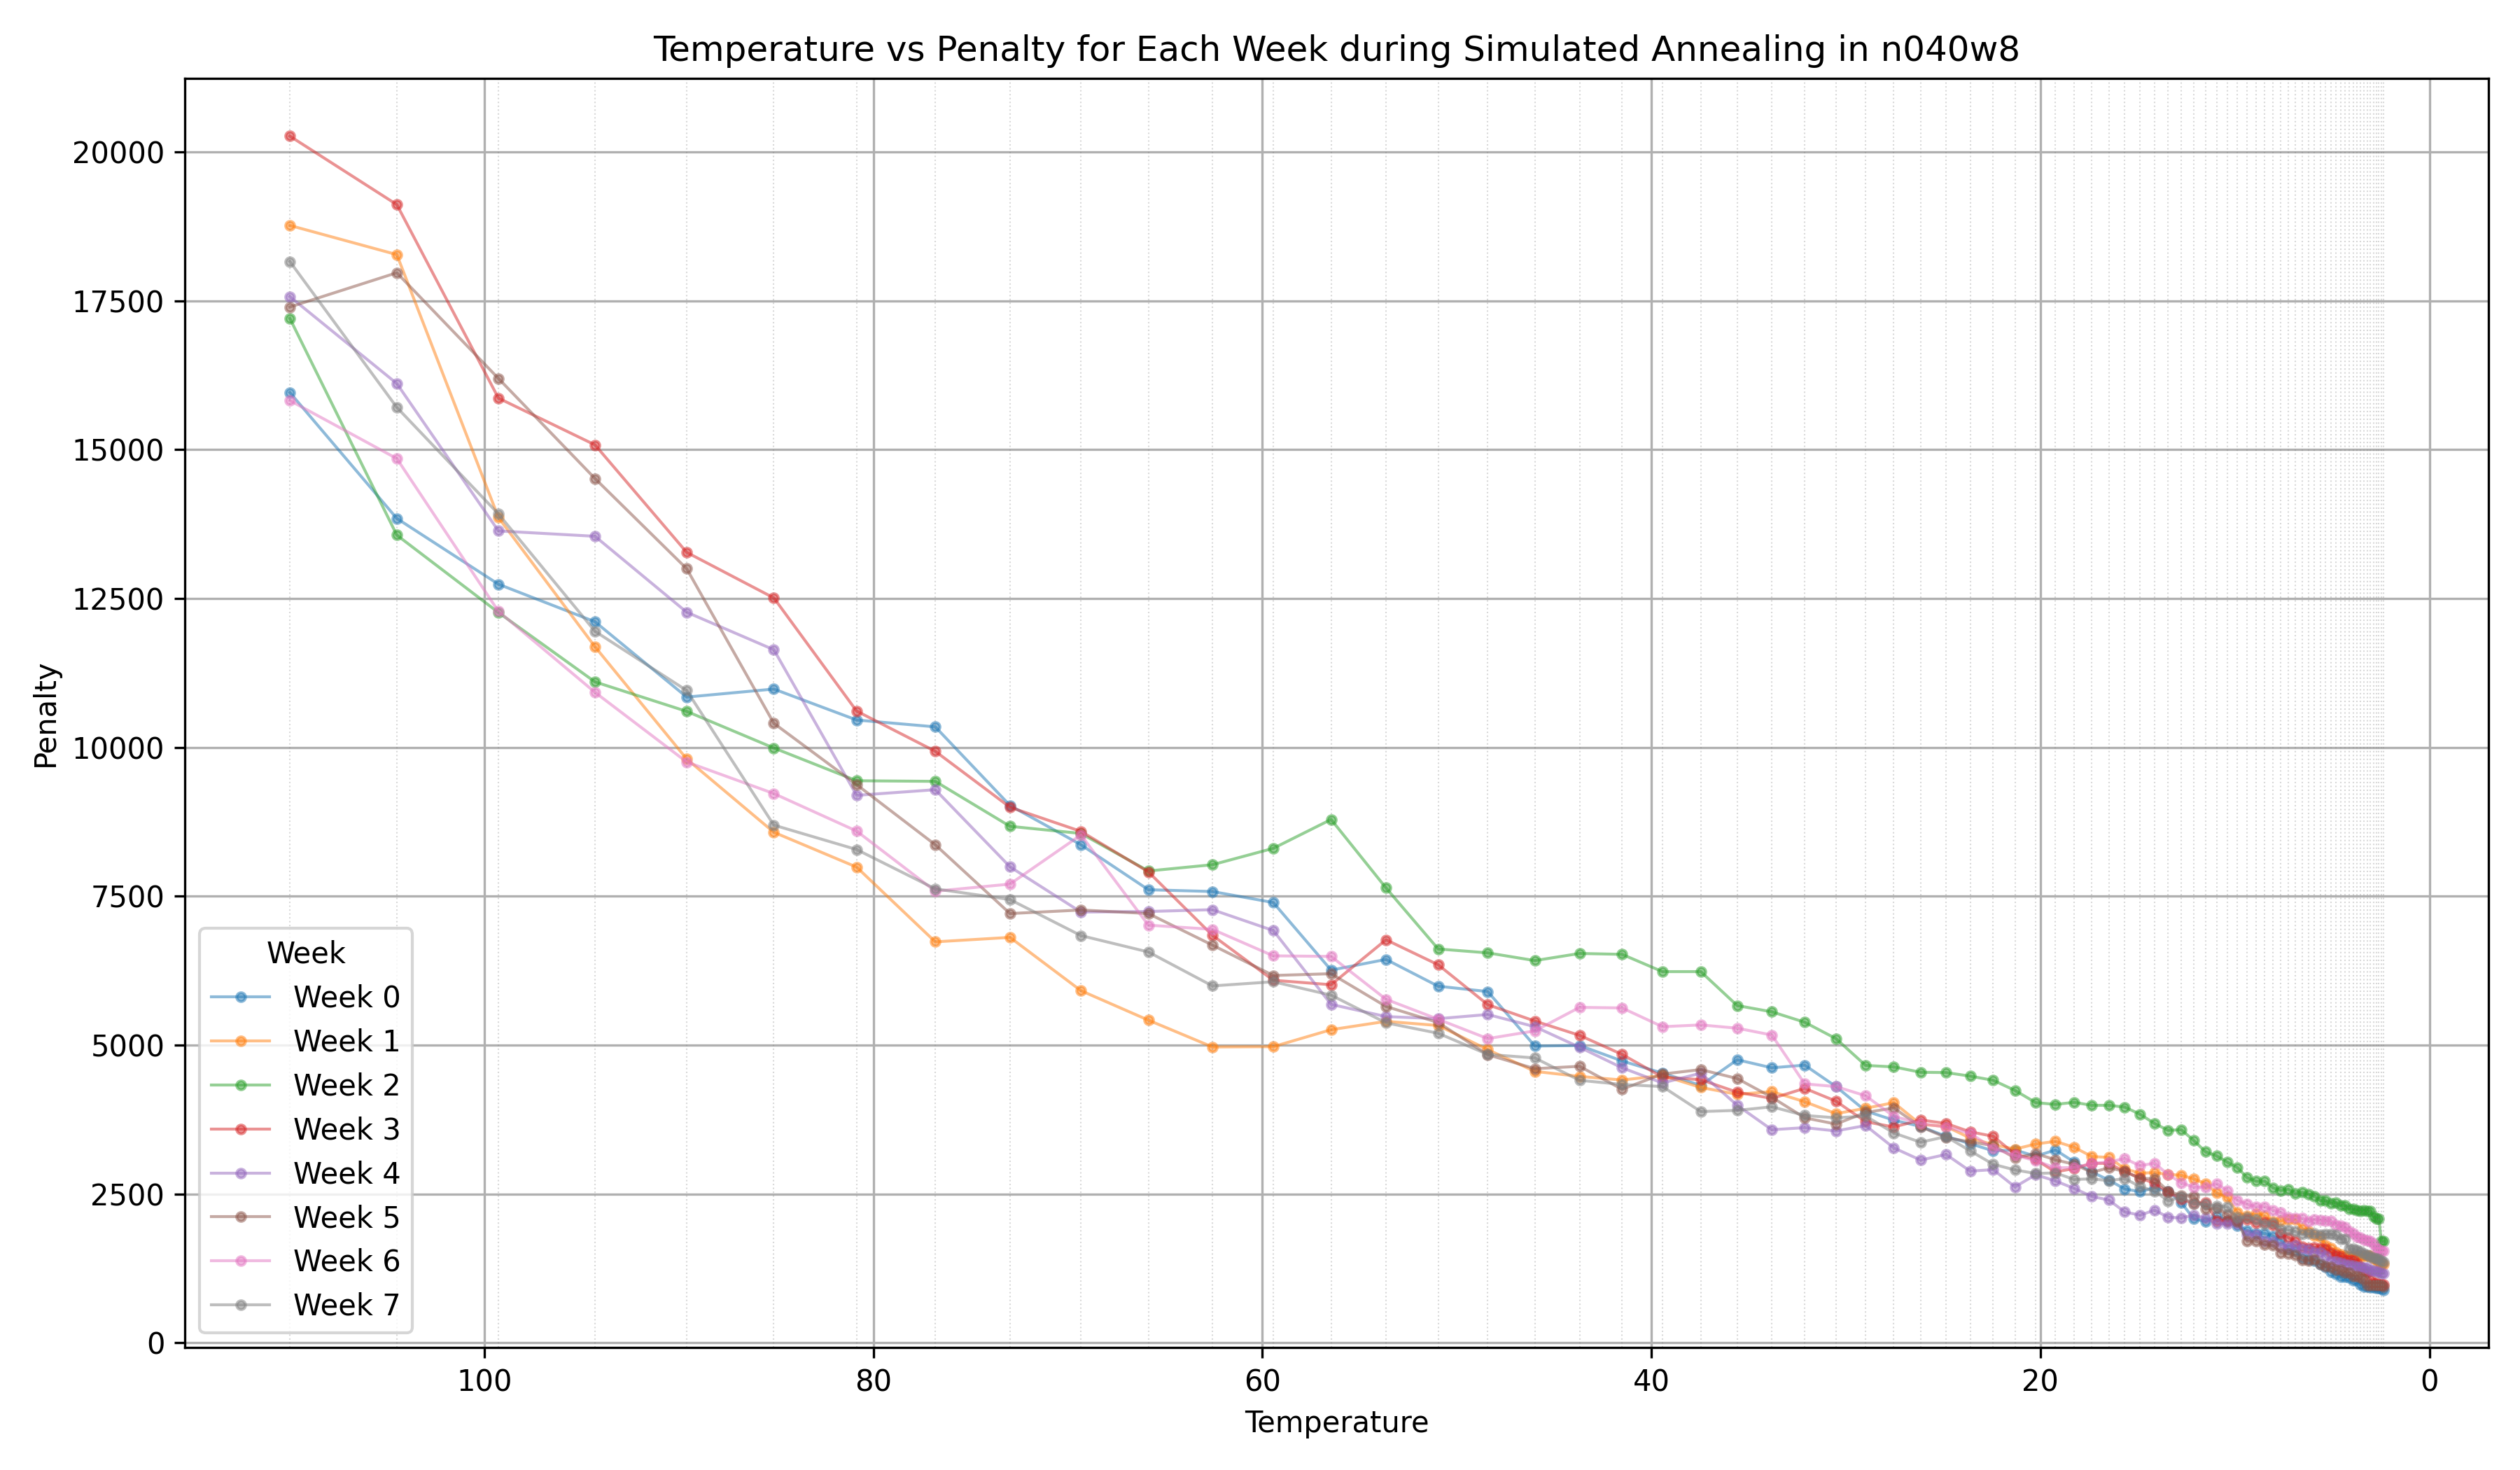 Temperature vs Penalty for Each Week during Simulated Annealing in n040w8
Penalty
20000
17500
15000
12500
10000
7500
5000
2500
0
Week
Week 0
Week 1
Week 2
Week 3
Week 4
Week 5
Week 6
Week 7
100
80
60
40
20
0
Temperature